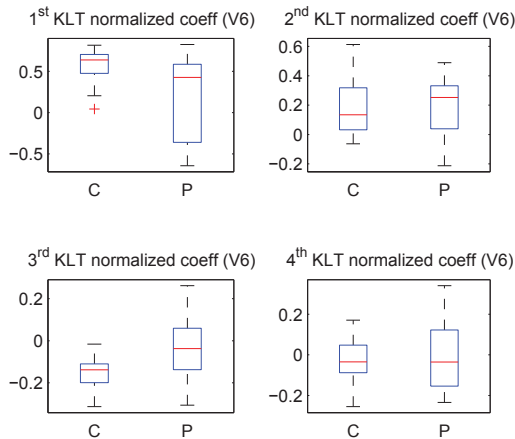 1st KLT normalized coeff (V6)
2nd KLT normalized coeff (V6)
0.5
0
−0.5
C P
0.6
0.4
0.2
0
−0.2
C P
3rd KLT normalized coeff (V6)
4th KLT normalized coeff (V6)
0.2
0
−0.2
C P
0.2
0
−0.2
C P